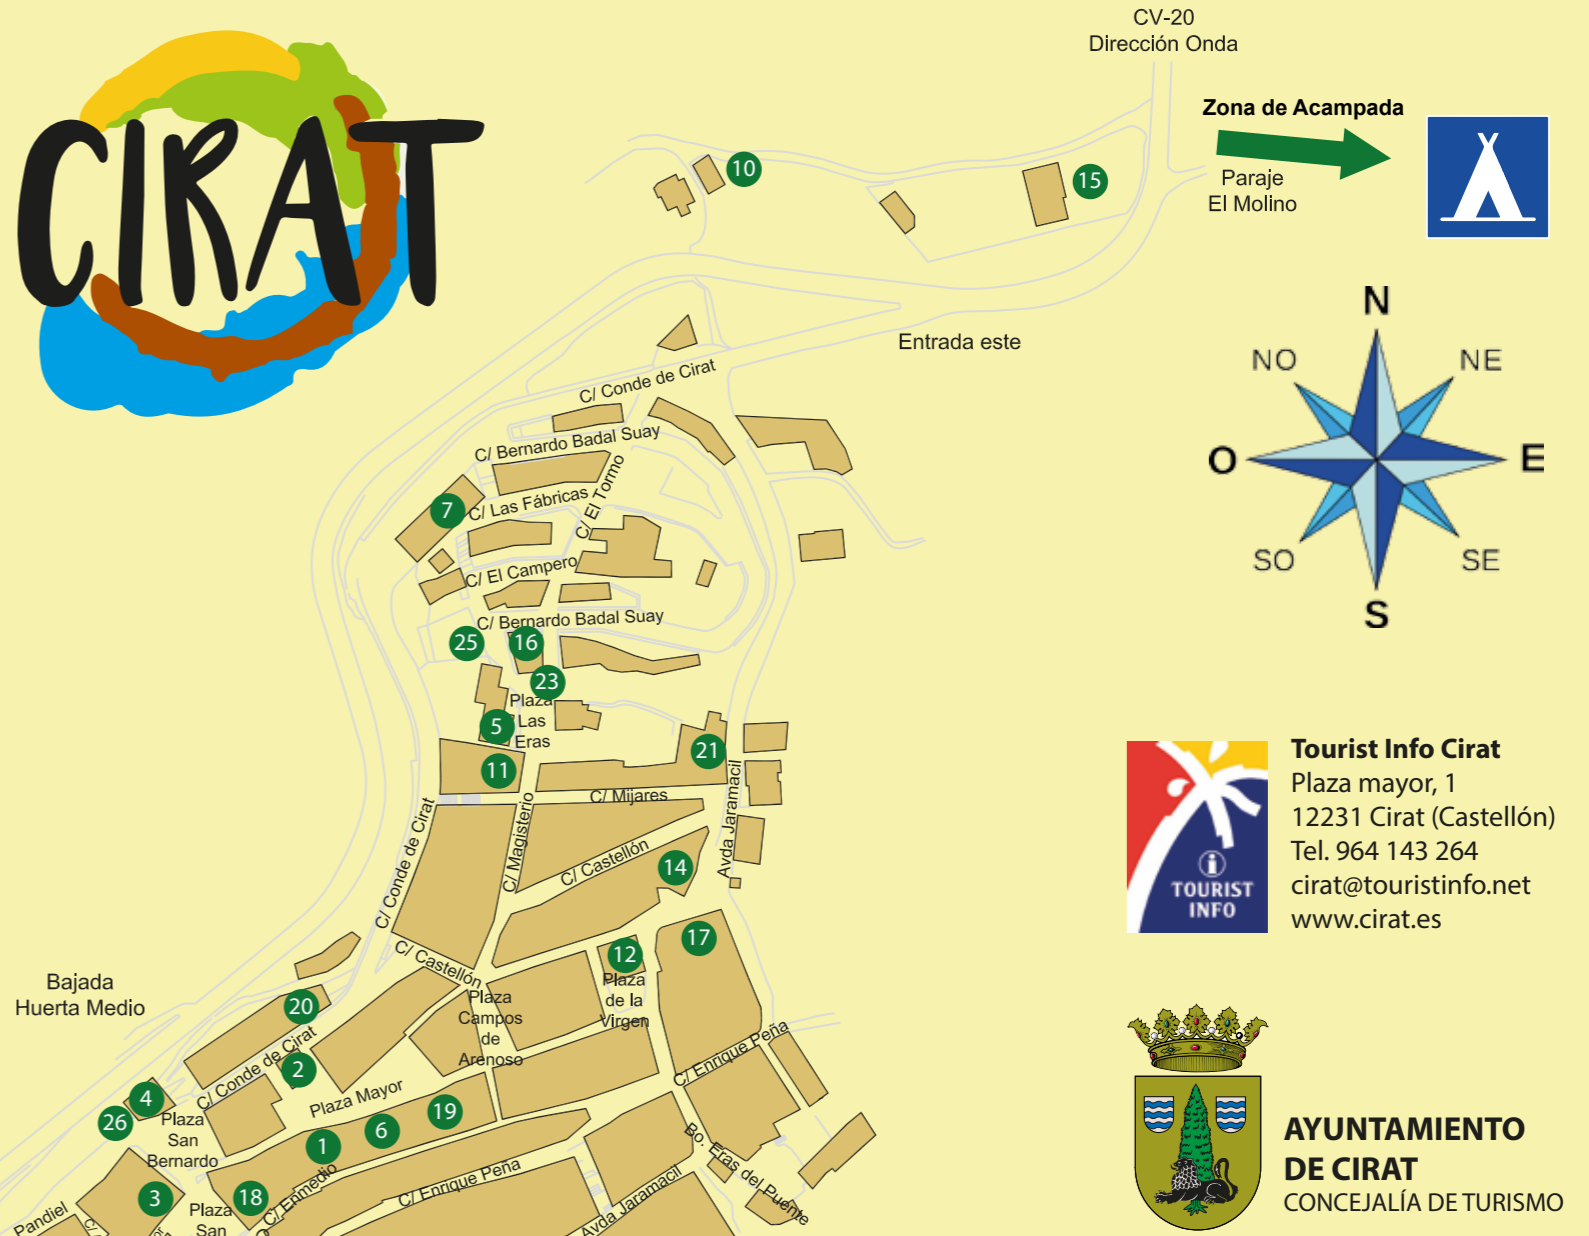 CIRAT
CV-20
Dirección Onda
Zona de Acampada
Paraje
El Molino
10
15
Entrada este
N
NO
NE
O
E
SO
SE
S
C/ Conde de Cirat
C/ Bernardo Badal Suay
7
C/ Las Fábricas
C/ El Tormo
C/ El Campero
C/ Bernardo Badal Suay
25
16
23
Plaza
Las
Eras
5
11
21
C/ Mijares
Avda Jaramacil
C/ Magisterio
C/ Conde de Cirat
C/ Castellón
14
17
12
Plaza
de la
Virgen
C/ Castellón
Plaza
Campos
de
Arenoso
Bajada
Huerta Medio
20
C/ Conde de Cirat
2
Plaza Mayor
C/ Enrique Peña
4
26
Plaza
San
Bernardo
19
6
1
3
18
C/ Enmedio
C/ Enrique Peña
Bo. Eras del Puente
Avda Jaramacil
Plaza
San
Pandiel
TOURIST
INFO
Tourist Info Cirat
Plaza mayor, 1
12231 Cirat (Castellón)
Tel. 964 143 264
cirat@touristinfo.net
www.cirat.es
AYUNTAMIENTO
DE CIRAT
CONCEJALÍA DE TURISMO